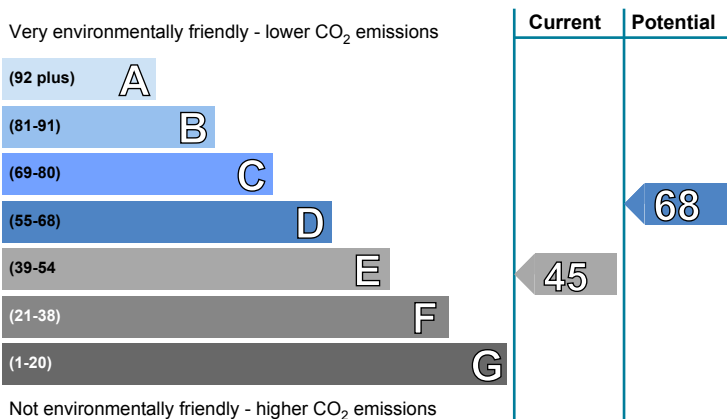 Current Potential
Very environmentally friendly - lower CO2 emissions
(92 plus) A
(81-91) B
(69-80) C
68
(55-68) D
(39-54 E
45
(21-38) F
(1-20) G
Not environmentally friendly - higher CO2 emissions